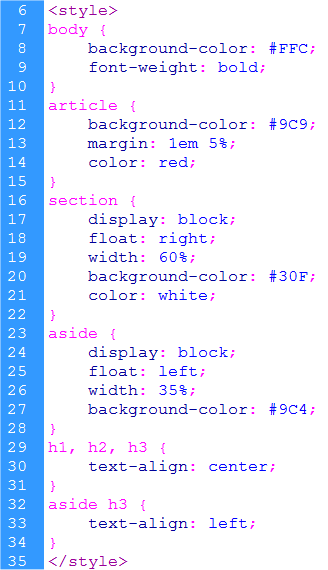 6 <style>
7 body {
8     background-color: #FFC;
9     font-weight: bold;
10 }
11 article {
12     background-color: #9C9;
13     margin: 1em 5%;
14     color: red;
15 }
16 section {
17     display: block;
18     float: right;
19     width: 60%;
20     background-color: #30F;
21     color: white;
22 }
23 aside {
24     display: block;
25     float: left;
26     width: 35%;
27     background-color: #9C4;
28 }
29 h1, h2, h3 {
30     text-align: center;
31 }
32 aside h3 {
33     text-align: left;
34 }
35 </style>